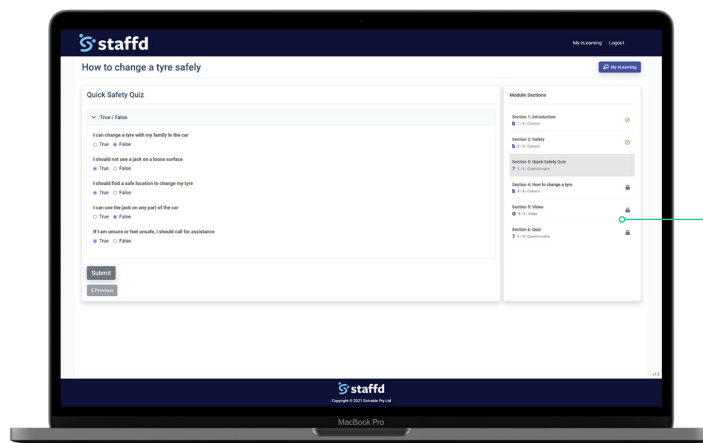 staffd
My eLearning Logout
How to change a tyre safely
My eLearning
Quick Safety Quiz
True / False
I can change a tyre with my family in the car
True False
I should not use a jack on a loose surface
True False
I should find a safe location to change my tyre
True False
I can use the jack on any part of the car
True False
If I am unsure or feel unsafe, I should call for assistance
True False
Submit
Previous
Module Sections
Section 1: Introduction
1 / 6: Content
Section 2: Safety
2 / 6: Content
Section 3: Quick Safety Quiz
? 3 / 6: Questionnaire
Section 4: How to change a tyre
4 / 6: Content
Section 5: Video
5 / 6: Video
Section 6: Quiz
? 6 / 6: Questionnaire
v1.5
staffd
Copyright © 2021 Pty Ltd
MacBook Pro